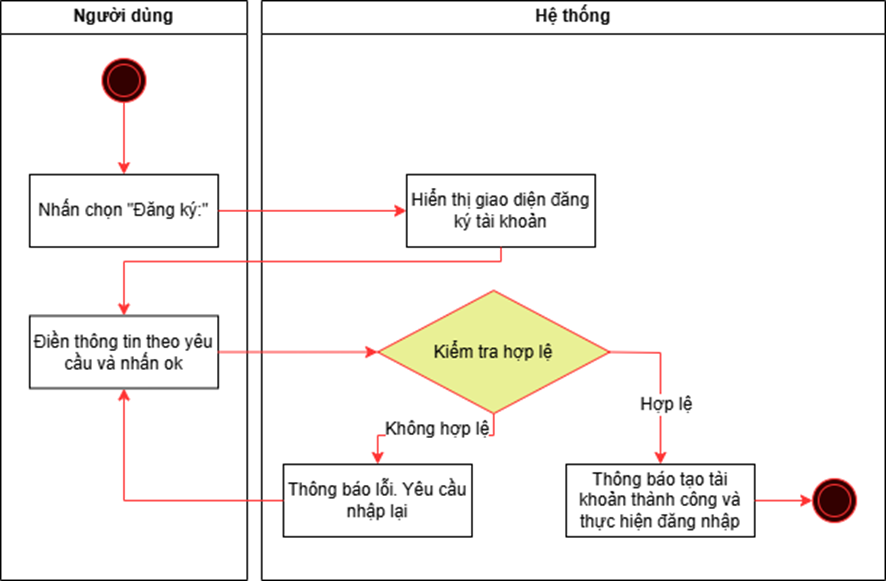 Người dùng
Hệ thống
Nhấn chọn "Đăng ký:"
Hiển thị giao diện đăng
ký tài khoản
Điền thông tin theo yêu
cầu và nhấn ok
Kiểm tra hợp lệ
Hợp lệ
Không hợp lệ
Thông báo lỗi. Yêu cầu
nhập lại
Thông báo tạo tài
khoản thành công và
thực hiện đăng nhập